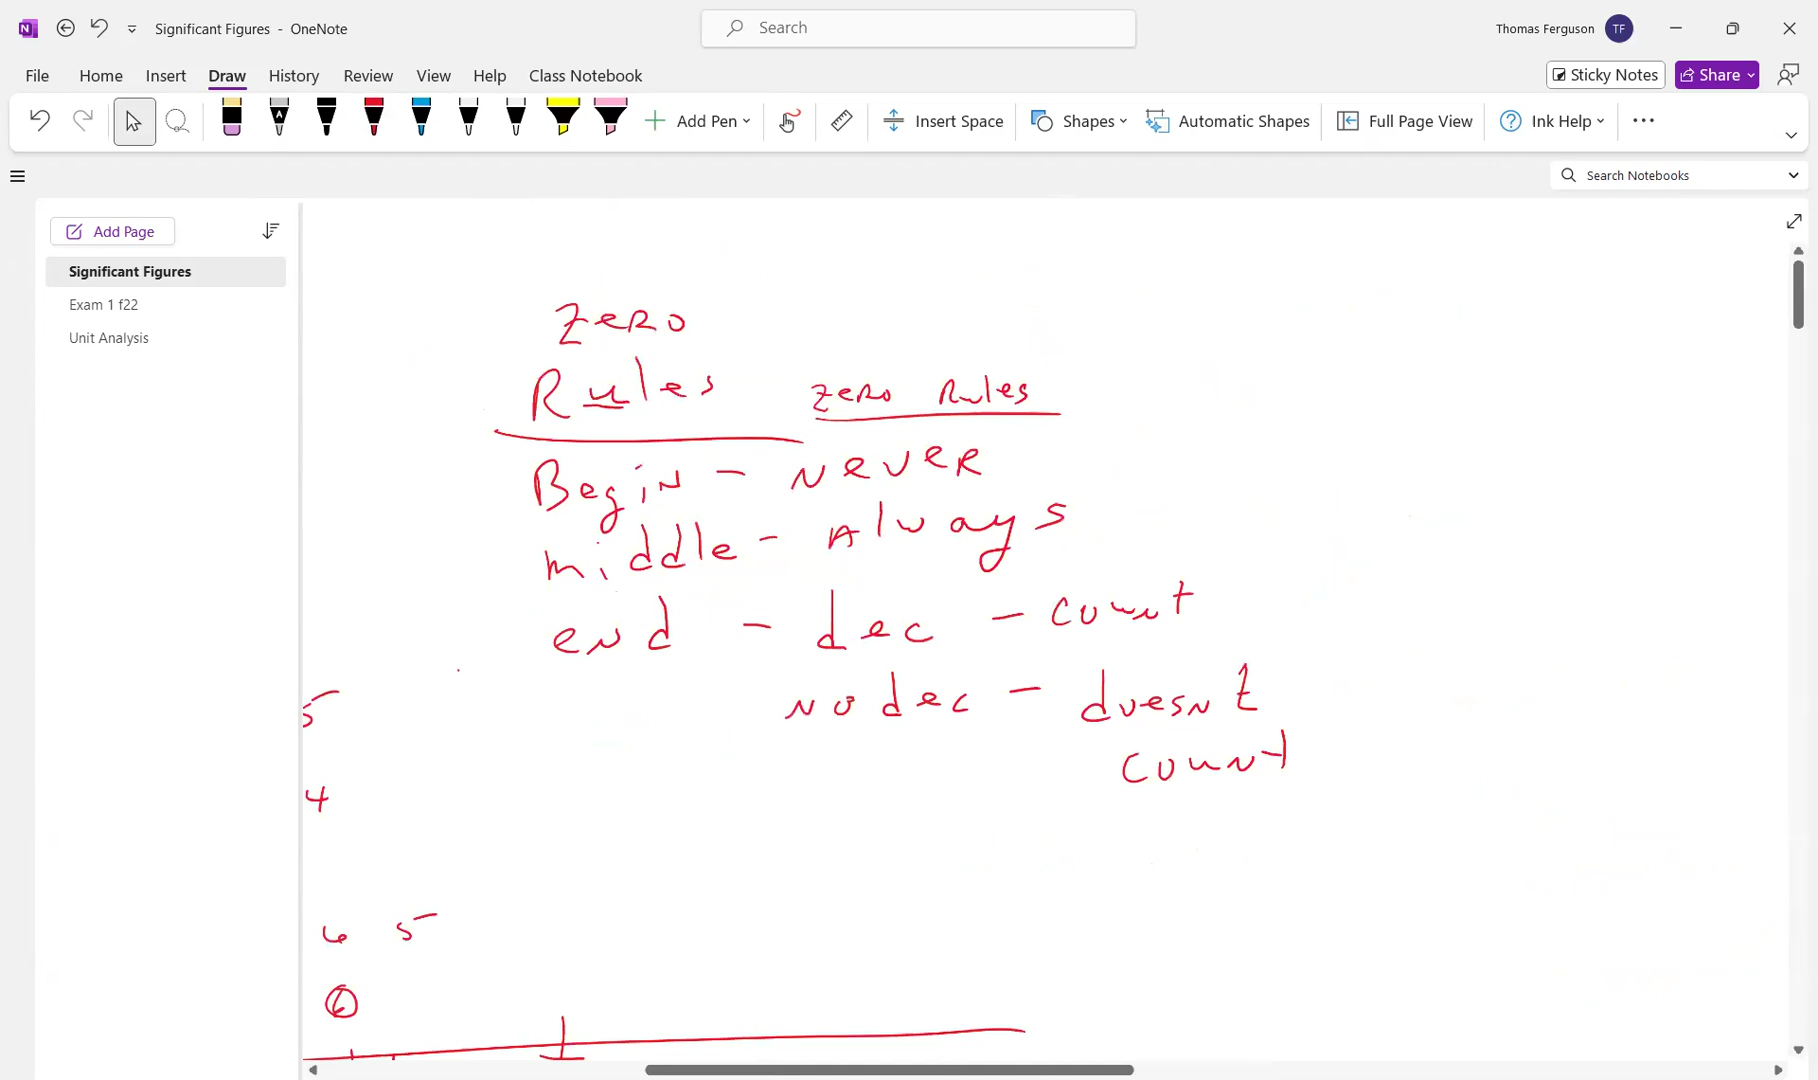 Significant Figures - OneNote
Search
Thomas Ferguson TF
File Home Insert Draw History Review View Help Class Notebook
Sticky Notes Share
Add Pen Insert Space Shapes Automatic Shapes Full Page View Ink Help
Search Notebooks
Add Page
Significant Figures
Exam 1 f22
Unit Analysis
Zero
Rules Zero Rules
Begin - Never
middle - Always
end - dec - count
no dec - doesnt
count
5
4
6 5
6